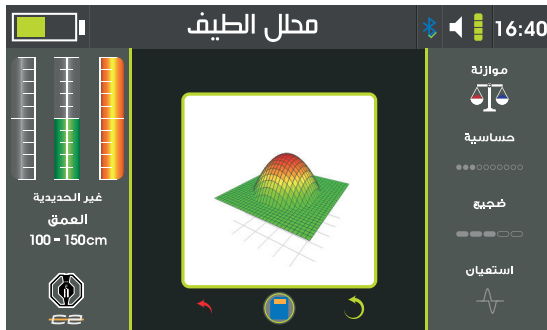 محلل الطيف
16:40
موازنة
حساسية
ضجيج
استعيان
غير الحديدية
العمق
100 - 150cm